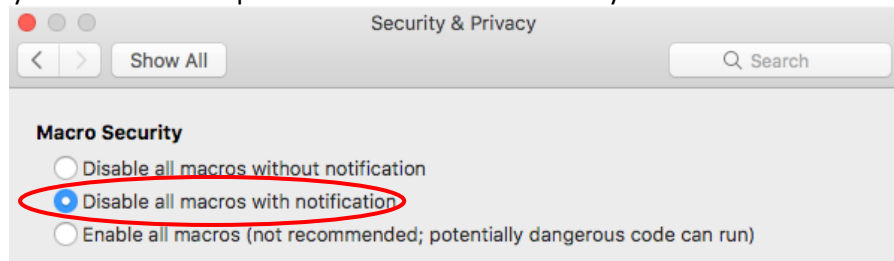 Security & Privacy
Show All
Search
Macro Security
Disable all macros without notification
Disable all macros with notification
Enable all macros (not recommended; potentially dangerous code can run)